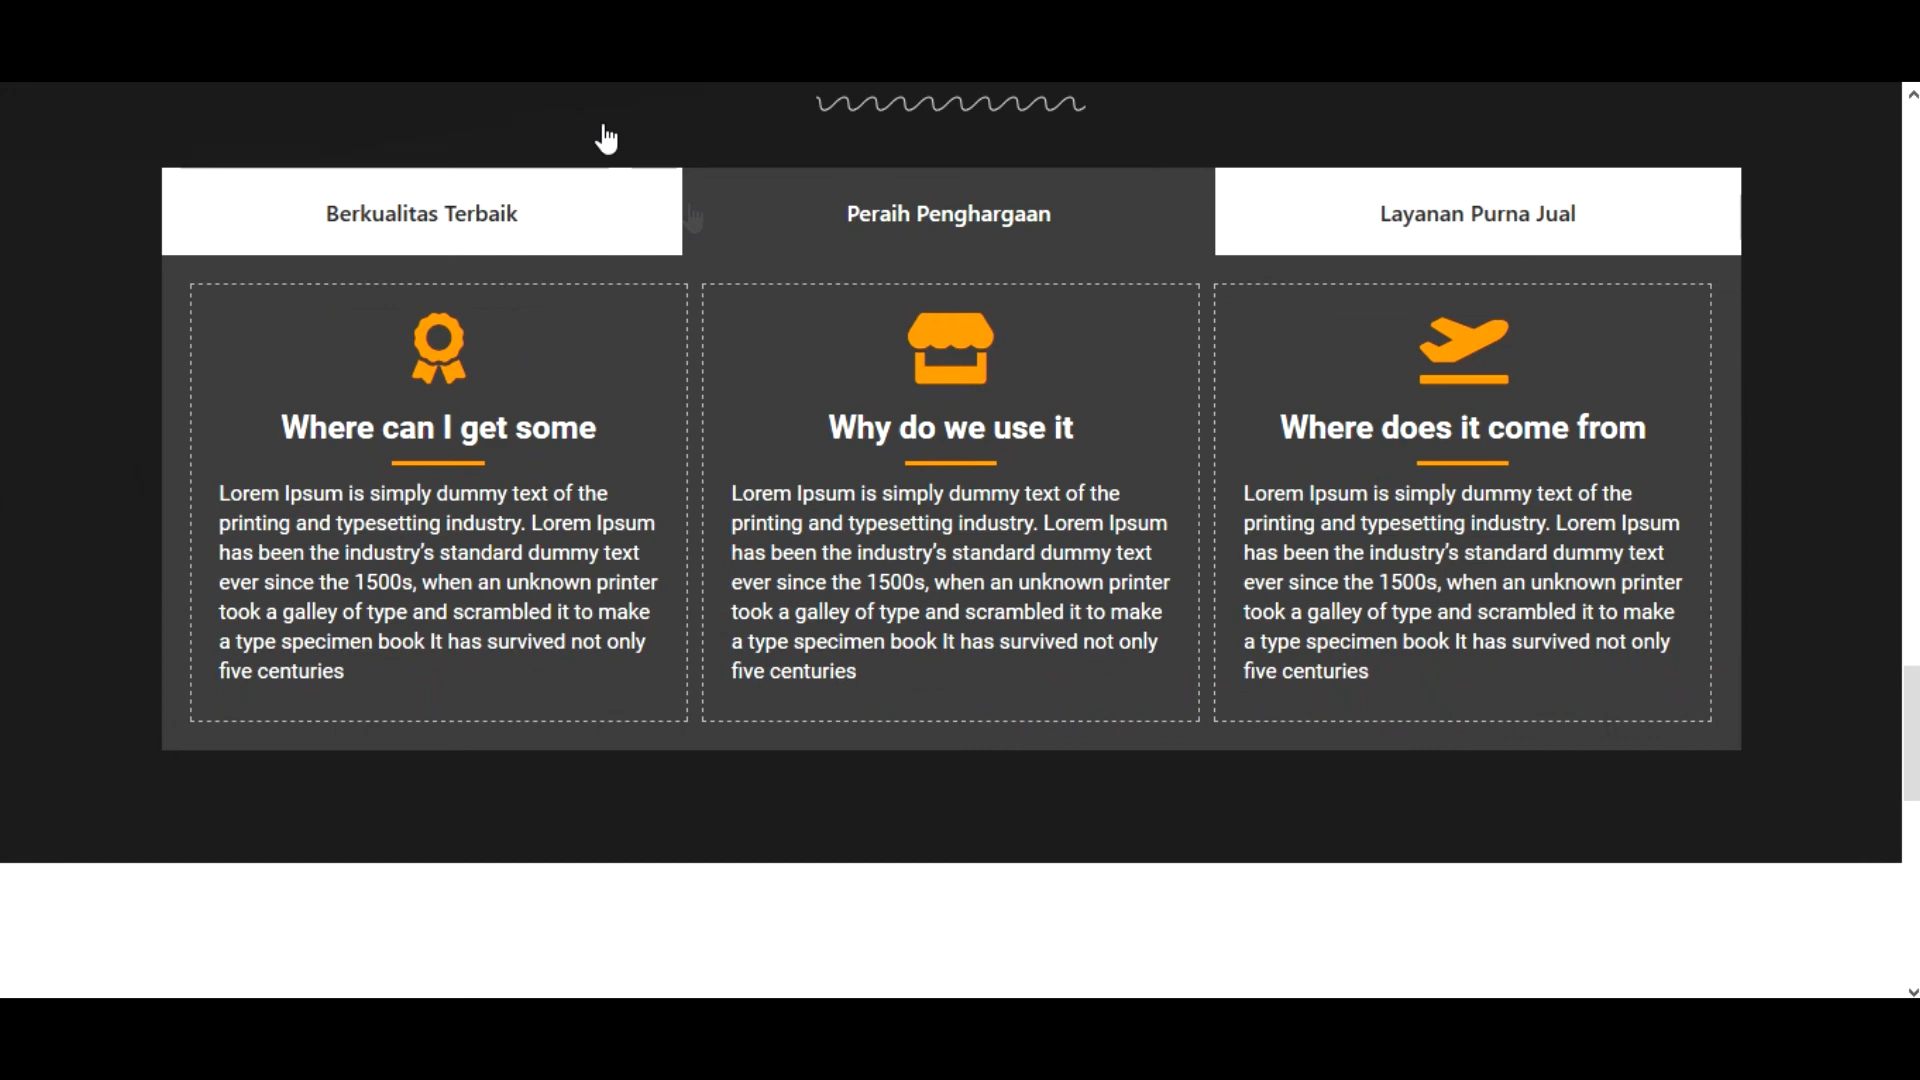 Berkualitas Terbaik
Peraih Penghargaan
Layanan Purna Jual
Where can I get some
Lorem Ipsum is simply dummy text of the
printing and typesetting industry. Lorem Ipsum
has been the industry’s standard dummy text
ever since the 1500s, when an unknown printer
took a galley of type and scrambled it to make
a type specimen book It has survived not only
five centuries
Why do we use it
Lorem Ipsum is simply dummy text of the
printing and typesetting industry. Lorem Ipsum
has been the industry’s standard dummy text
ever since the 1500s, when an unknown printer
took a galley of type and scrambled it to make
a type specimen book It has survived not only
five centuries
Where does it come from
Lorem Ipsum is simply dummy text of the
printing and typesetting industry. Lorem Ipsum
has been the industry’s standard dummy text
ever since the 1500s, when an unknown printer
took a galley of type and scrambled it to make
a type specimen book It has survived not only
five centuries